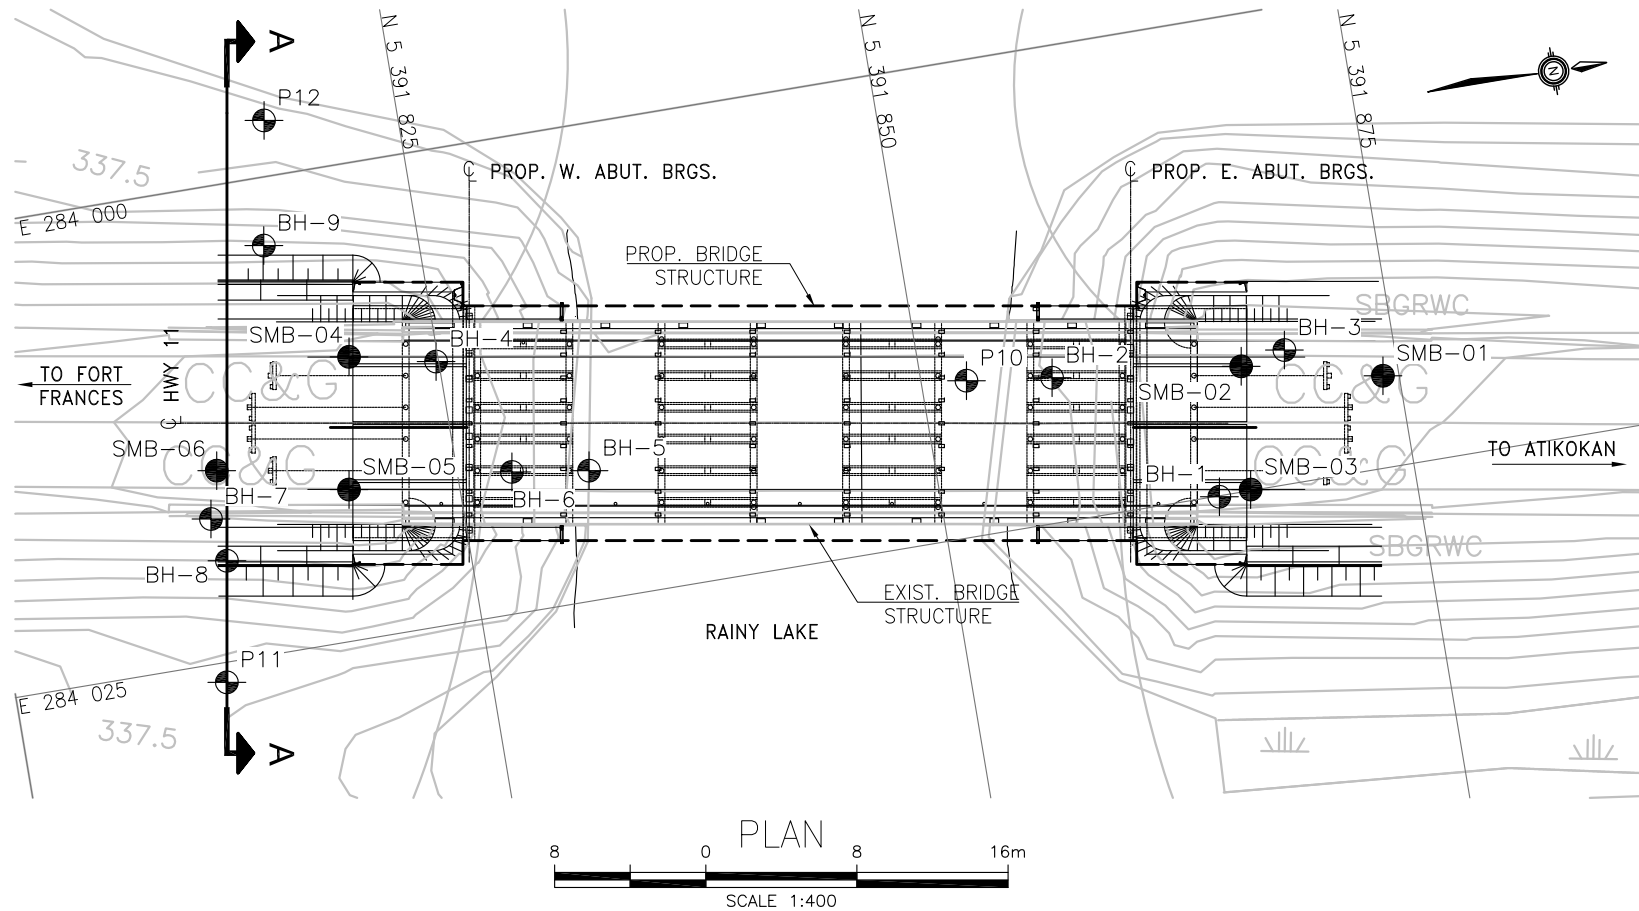 A
N 5 391 825
N 5 391 850
N 5 391 875
N
P12
337.5
℄ PROP. W. ABUT. BRGS.
℄ PROP. E. ABUT. BRGS.
E 284 000
BH-9
PROP. BRIDGE
STRUCTURE
SBGRWC
SMB-04
BH-4
BH-3
P10
BH-2
SMB-01
TO FORT
FRANCES
℄ HWY 11
CC&G
SMB-02
CC&G
SMB-06
CC&G
SMB-05
BH-5
BH-1
SMB-03
CC&G
TO ATIKOKAN
BH-7
BH-6
SBGRWC
BH-8
EXIST. BRIDGE
STRUCTURE
RAINY LAKE
P11
E 284 025
337.5
A
PLAN
8 0 8 16m
SCALE 1:400